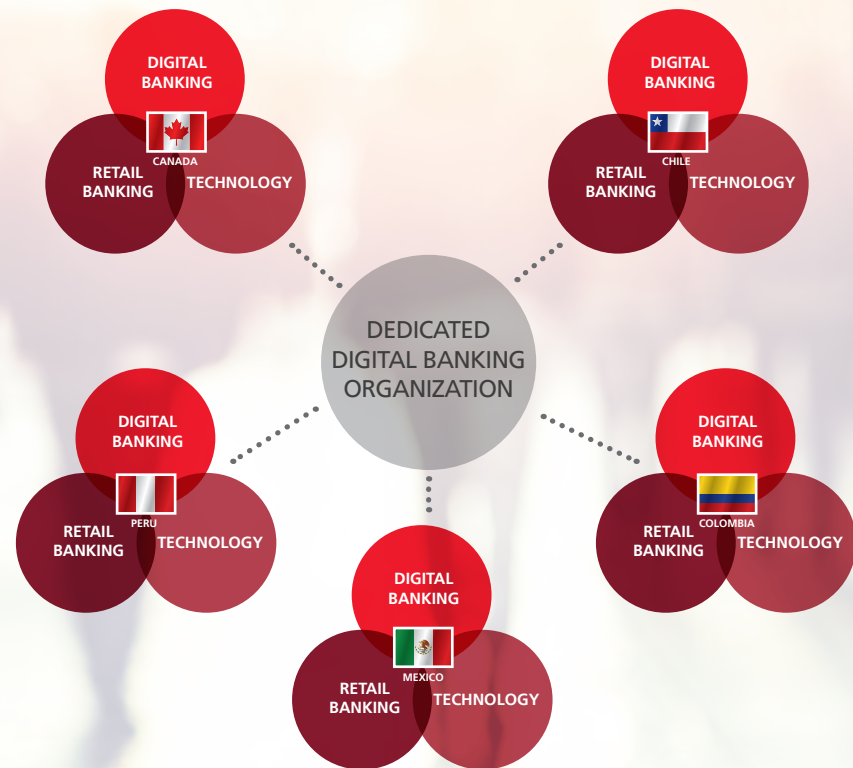 DIGITAL
BANKING
CANADA
RETAIL
BANKING
TECHNOLOGY
DIGITAL
BANKING
CHILE
RETAIL
BANKING
TECHNOLOGY
DEDICATED
DIGITAL BANKING
ORGANIZATION
DIGITAL
BANKING
PERU
RETAIL
BANKING
TECHNOLOGY
DIGITAL
BANKING
COLOMBIA
RETAIL
BANKING
TECHNOLOGY
DIGITAL
BANKING
MEXICO
RETAIL
BANKING
TECHNOLOGY